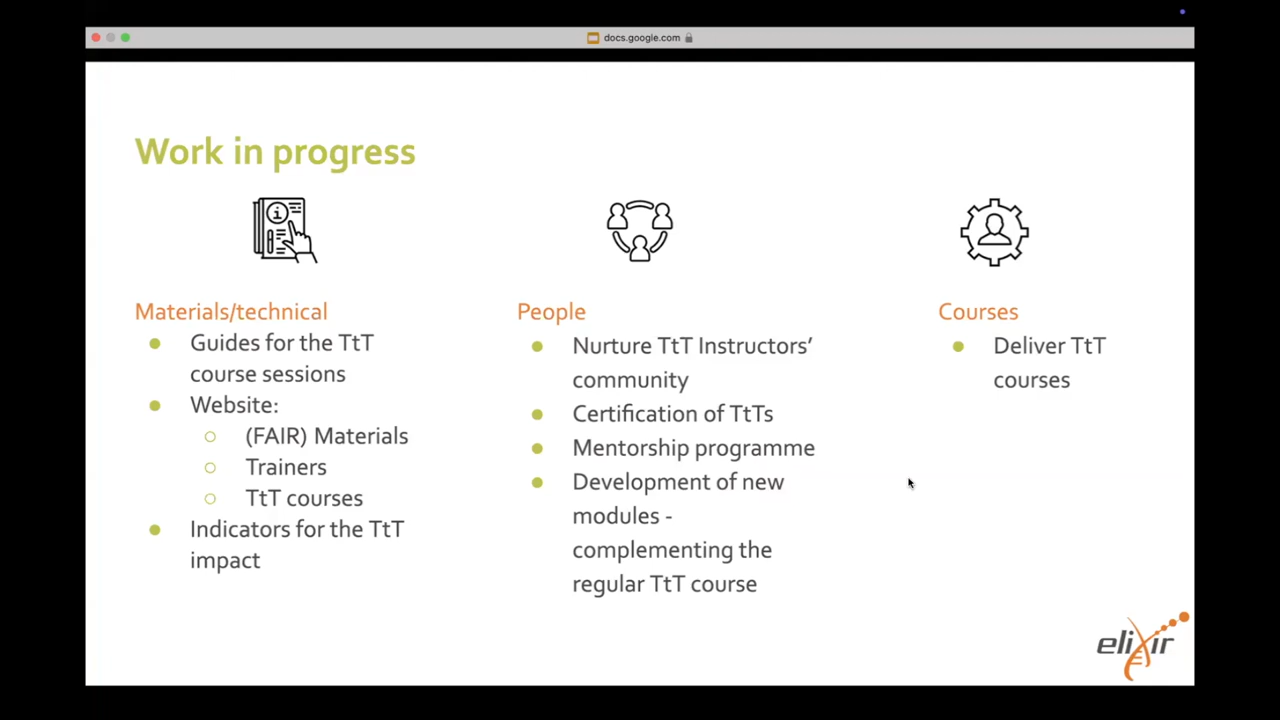 docs.google.com
Work in progress
Materials/technical
Guides for the TtT
course sessions
Website:
(FAIR) Materials
Trainers
TtT courses
Indicators for the TtT
impact
People
Nurture TtT Instructors’
community
Certification of TtTs
Mentorship programme
Development of new
modules -
complementing the
regular TtT course
Courses
Deliver TtT
courses
elixir